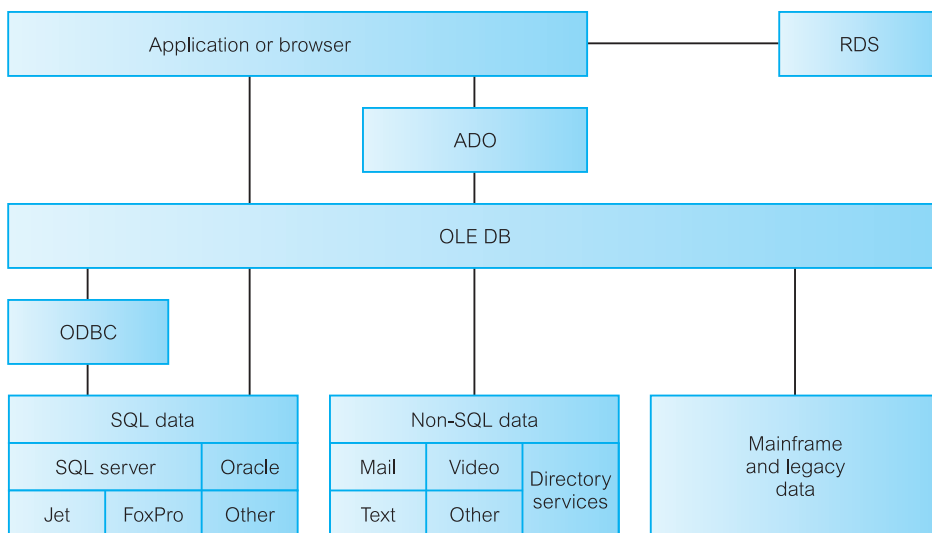 Application or browser
RDS
ADO
OLE DB
ODBC
SQL data
SQL server
Oracle
Jet
FoxPro
Other
Non-SQL data
Mail
Video
Directory
services
Text
Other
Mainframe
and legacy
data